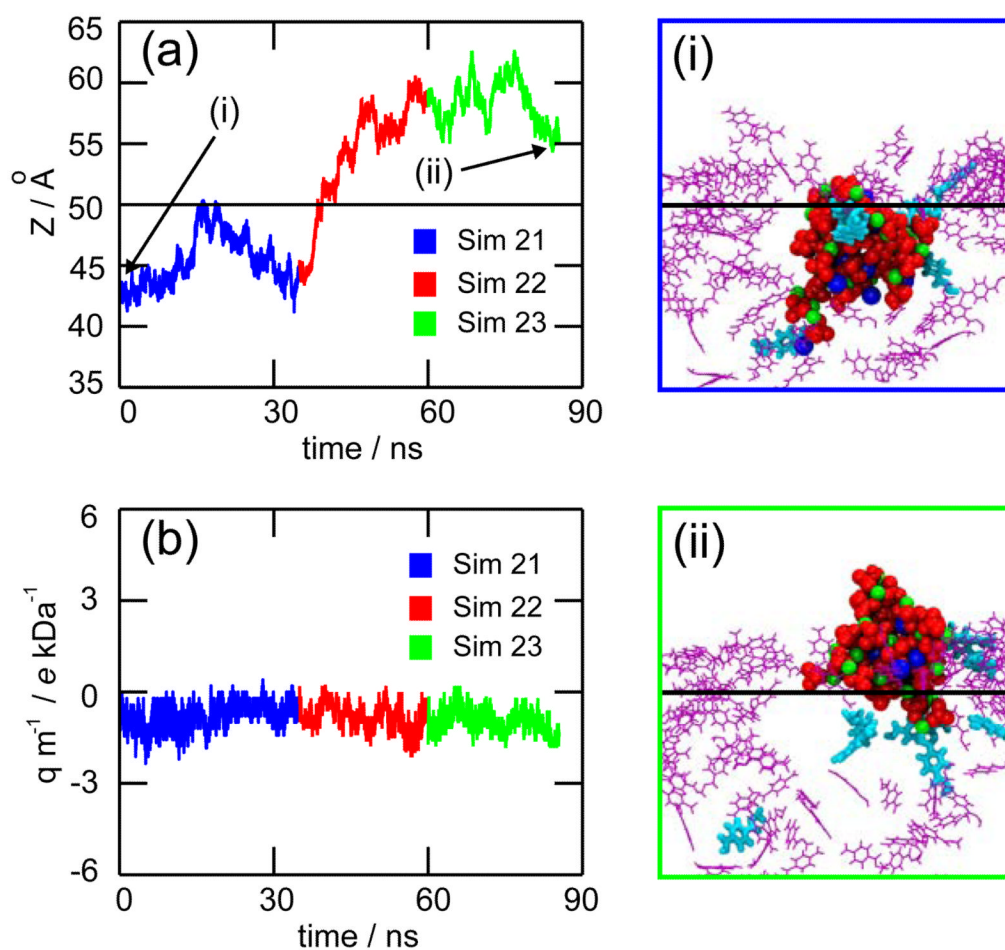 (a)
65
60
55
50
45
40
35
Z / Å
(i)
(ii)
Sim 21
Sim 22
Sim 23
0 30 60 90
time / ns
(i)
(b)
6
3
0
-3
-6
q m⁻¹ / e kDa⁻¹
Sim 21
Sim 22
Sim 23
0 30 60 90
time / ns
(ii)